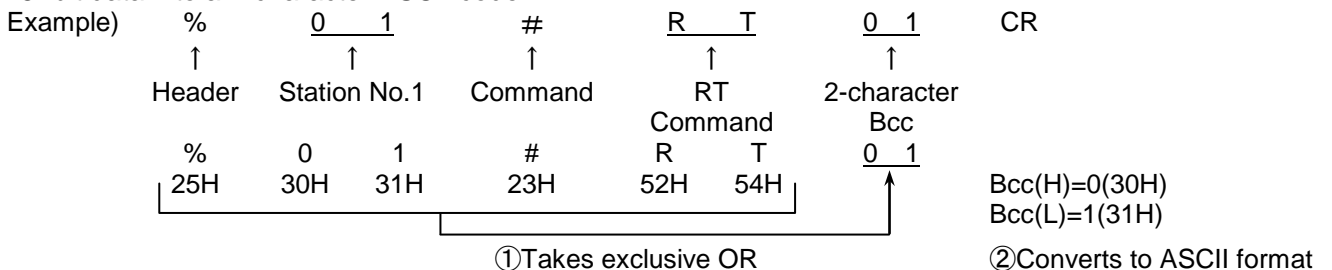 Example) % 0 1 # R T 0 1 CR
↑ ↑ ↑ ↑ ↑
Header Station No.1 Command RT 2-character
Command Bcc
% 0 1 # R T 0 1
25H 30H 31H 23H 52H 54H Bcc(H)=0(30H)
Bcc(L)=1(31H)
①Takes exclusive OR ②Converts to ASCII format